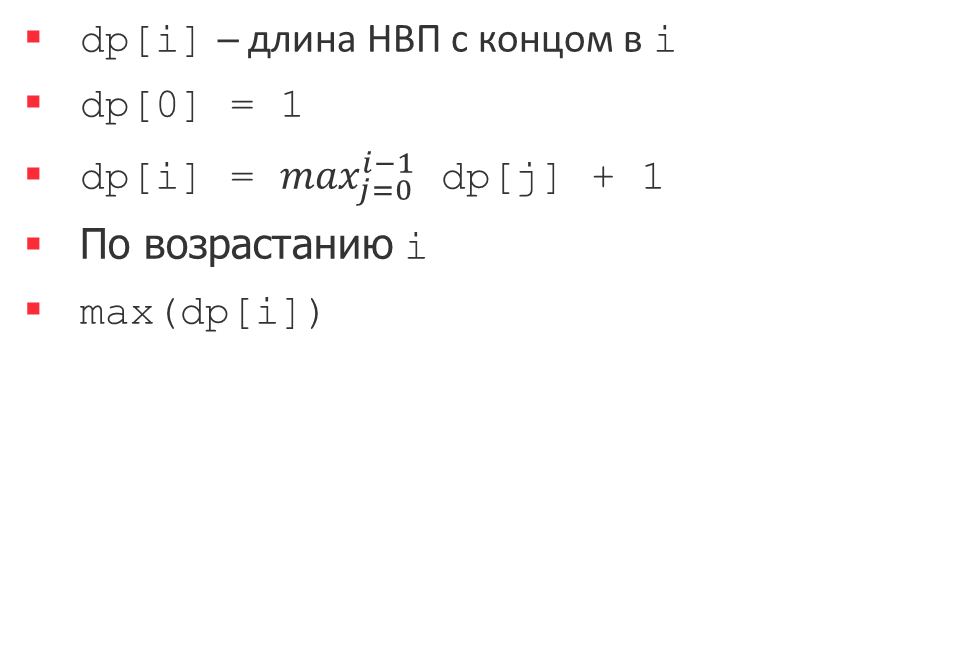 ▪ dp[i] – длина НВП с концом в i
▪ dp[0] = 1
▪ dp[i] = max_{j=0}^{i-1} dp[j] + 1
▪ По возрастанию i
▪ max(dp[i])